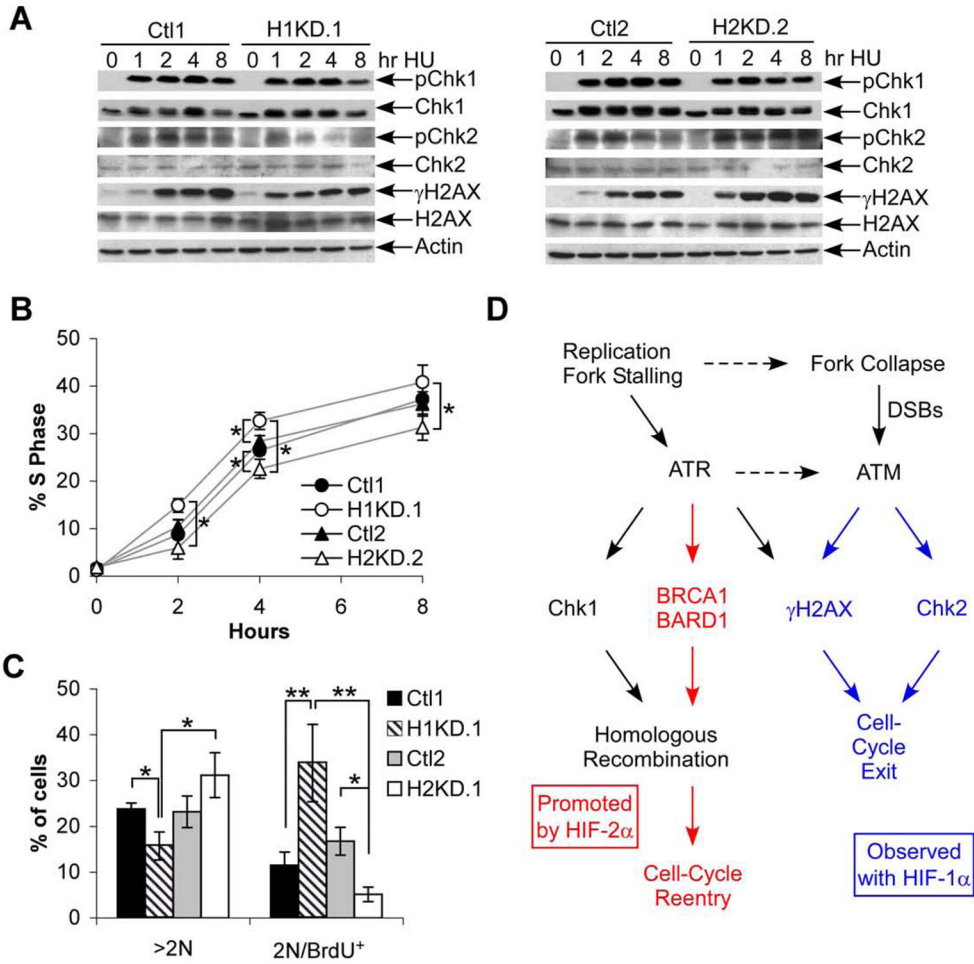 A
Ctl1 H1KD.1
0 1 2 4 8 0 1 2 4 8 hr HU
pChk1
Chk1
pChk2
Chk2
γH2AX
H2AX
Actin
Ctl2 H2KD.2
0 1 2 4 8 0 1 2 4 8 hr HU
pChk1
Chk1
pChk2
Chk2
γH2AX
H2AX
Actin
B
% S Phase
50
40
30
20
10
0
* * * * *
Ctl1
H1KD.1
Ctl2
H2KD.2
0 2 4 6 8
Hours
C
% of cells
50
40
30
20
10
0
* * ** ** *
Ctl1
H1KD.1
Ctl2
H2KD.1
>2N 2N/BrdU+
D
Replication
Fork Stalling
Fork Collapse
DSBs
ATR ATM
Chk1
BRCA1
BARD1
γH2AX
Chk2
Homologous
Recombination
Cell-
Cycle
Exit
Promoted
by HIF-2α
Cell-Cycle
Reentry
Observed
with HIF-1α